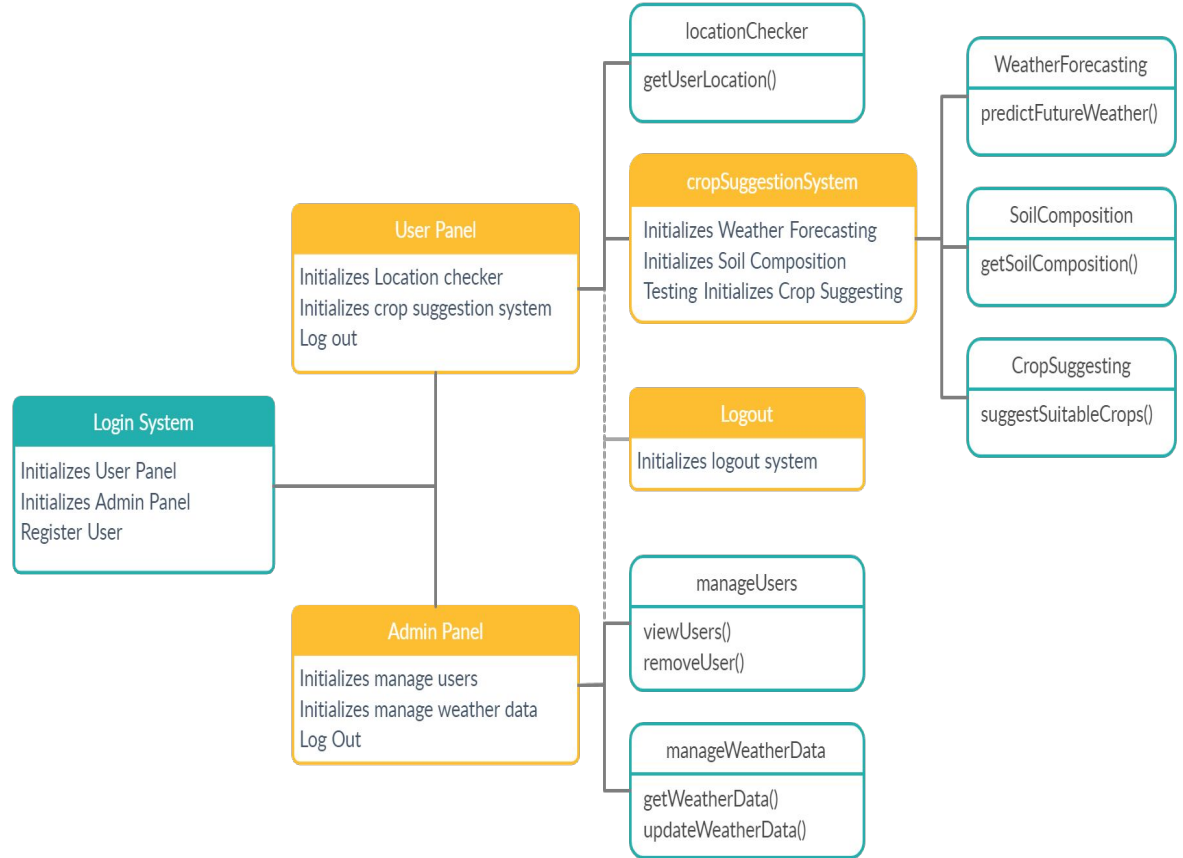 locationChecker
getUserLocation()
WeatherForecasting
predictFutureWeather()
cropSuggestionSystem
Initializes Weather Forecasting
Initializes Soil Composition
Testing Initializes Crop Suggesting
SoilComposition
getSoilComposition()
User Panel
Initializes Location checker
Initializes crop suggestion system
Log out
CropSuggesting
suggestSuitableCrops()
Login System
Initializes User Panel
Initializes Admin Panel
Register User
Logout
Initializes logout system
manageUsers
viewUsers()
removeUser()
Admin Panel
Initializes manage users
Initializes manage weather data
Log Out
manageWeatherData
getWeatherData()
updateWeatherData()